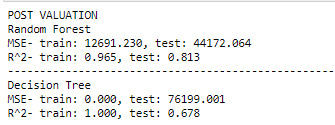 POST VALUATION
Random Forest
MSE- train: 12691.230, test: 44172.064
R^2- train: 0.965, test: 0.813
------------------------------------------------
Decision Tree
MSE- train: 0.000, test: 76199.001
R^2- train: 1.000, test: 0.678